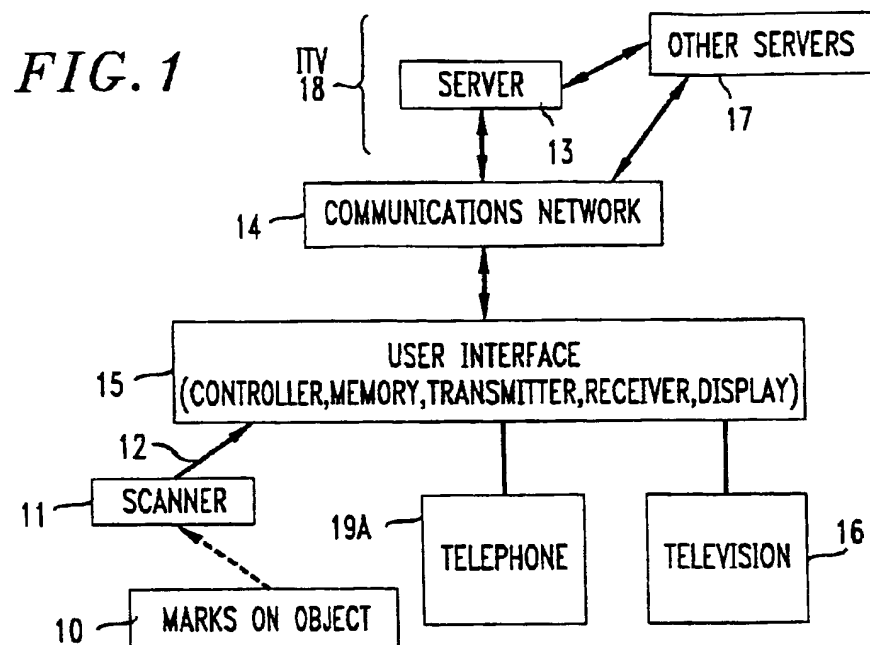 FIG. 1
ITV
18
SERVER
13
OTHER SERVERS
17
14
COMMUNICATIONS NETWORK
15
USER INTERFACE
(CONTROLLER,MEMORY,TRANSMITTER,RECEIVER,DISPLAY)
12
11
SCANNER
19A
TELEPHONE
TELEVISION
16
10
MARKS ON OBJECT